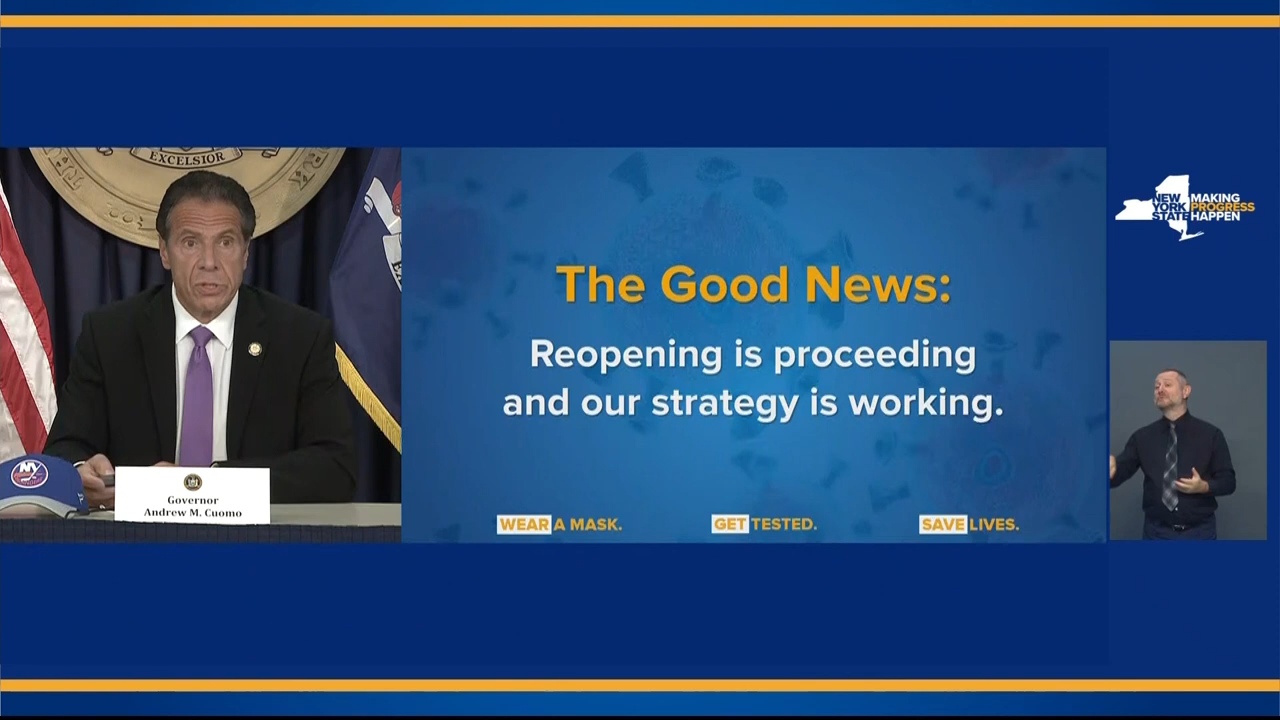 EXCELSIOR
NY
Governor
Andrew M. Cuomo
The Good News:
Reopening is proceeding
and our strategy is working.
WEAR A MASK.
GET TESTED.
SAVE LIVES.
NEW
YORK
STATE
MAKING
PROGRESS
HAPPEN